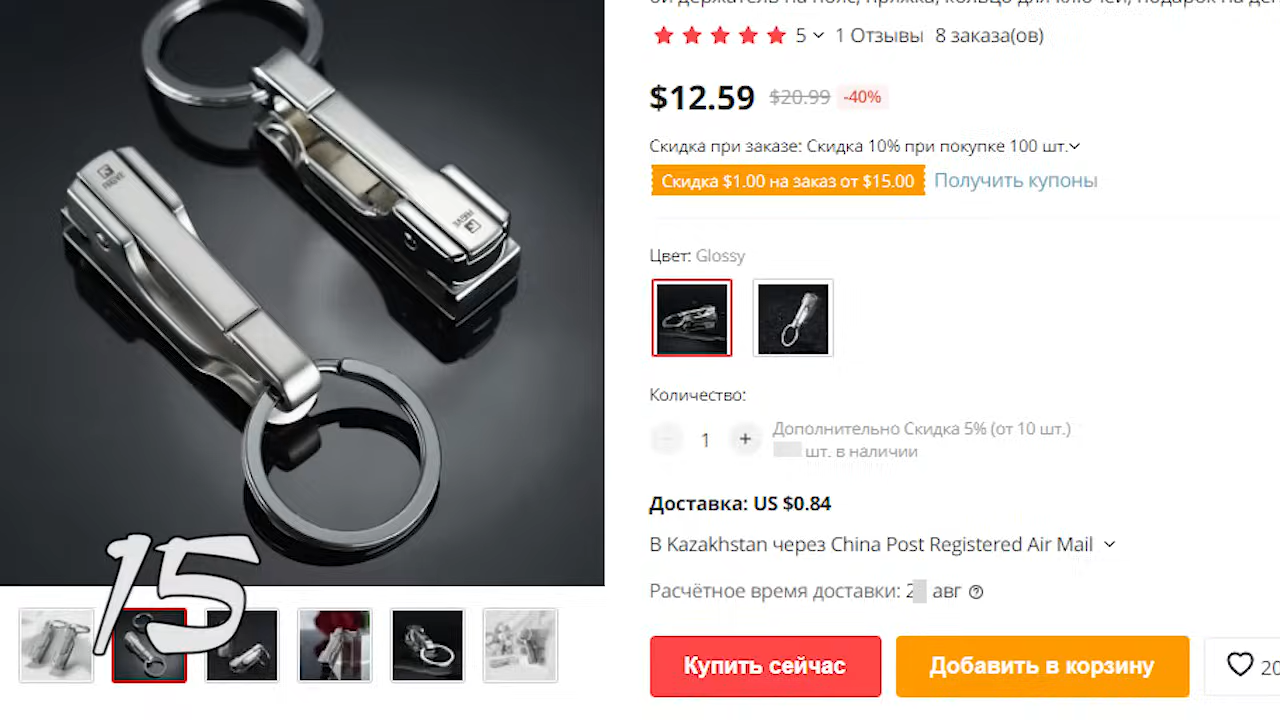 5 1 Отзывы 8 заказа(ов)
$12.59 $20.99 -40%
Скидка при заказе: Скидка 10% при покупке 100 шт.
Скидка $1.00 на заказ от $15.00 Получить купоны
Цвет: Glossy
Количество:
1
Дополнительно Скидка 5% (от 10 шт.)
шт. в наличии
Доставка: US $0.84
В Kazakhstan через China Post Registered Air Mail
Расчётное время доставки: 2 авг
Купить сейчас
Добавить в корзину
20
15